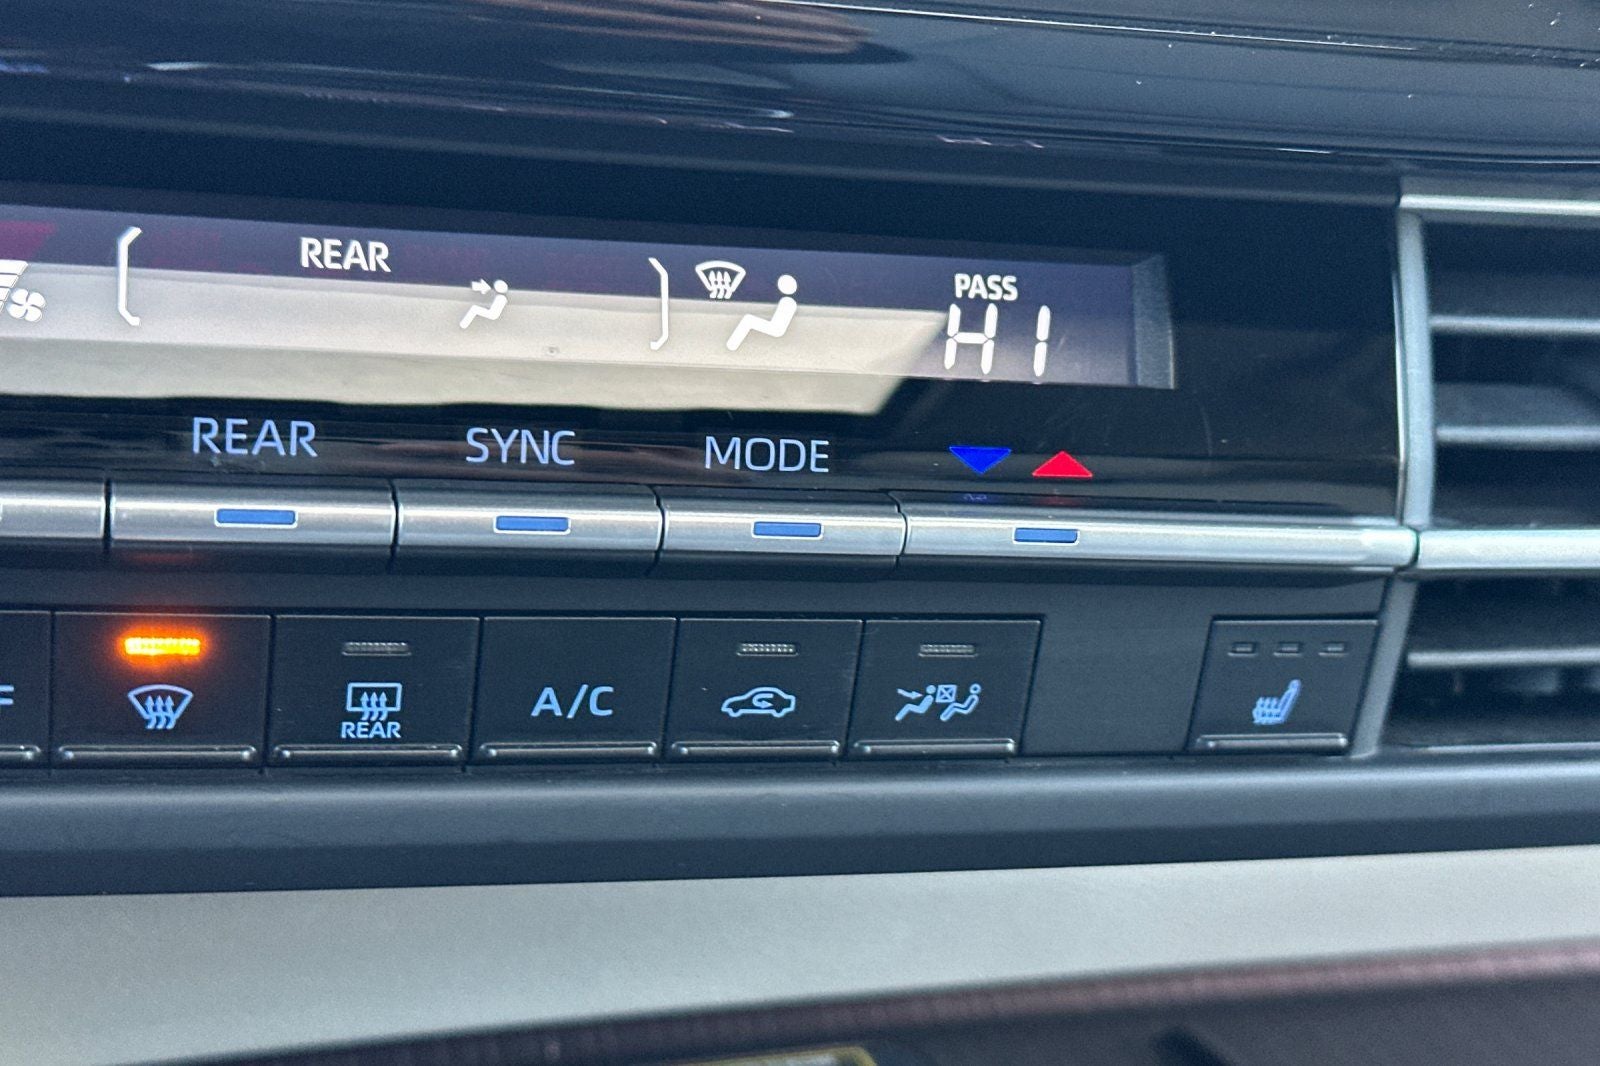 REAR
PASS
HI
REAR
SYNC
MODE
F
REAR
A/C